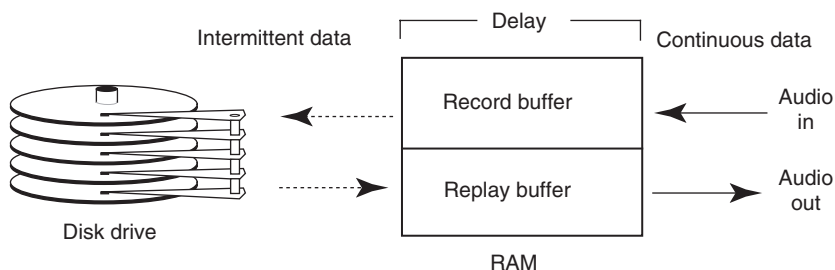 Delay
Intermittent data
Continuous data
Record buffer
Audio
in
Replay buffer
Audio
out
Disk drive
RAM